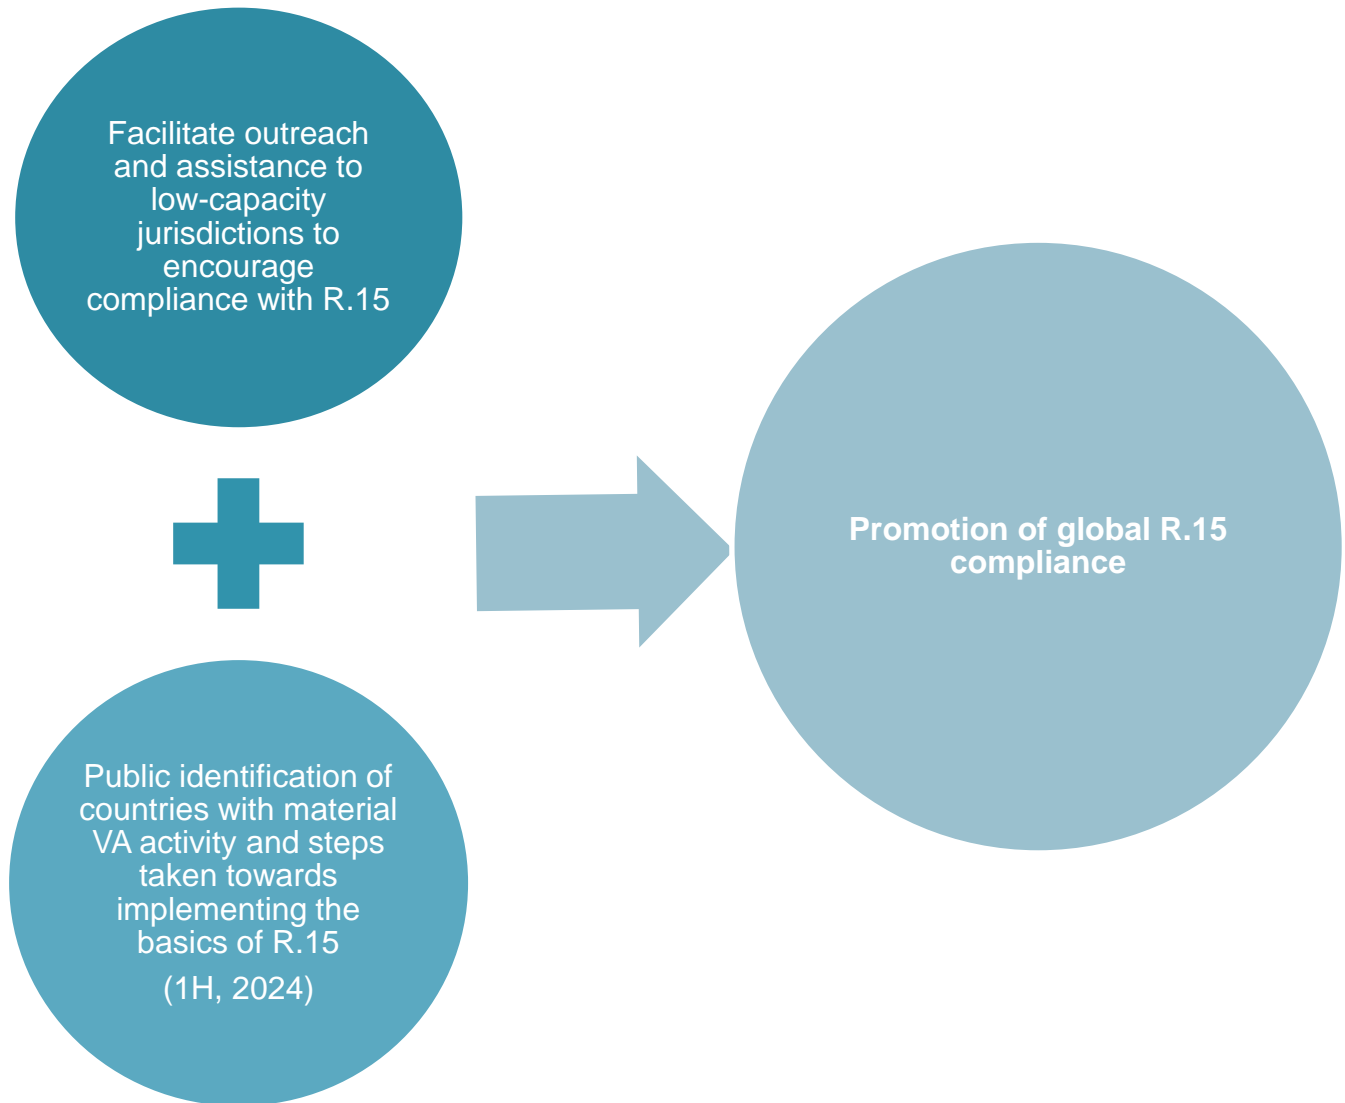 Facilitate outreach
and assistance to
low-capacity
jurisdictions to
encourage
compliance with R.15
Public identification of
countries with material
VA activity and steps
taken towards
implementing the
basics of R.15
(1H, 2024)
Promotion of global R.15
compliance